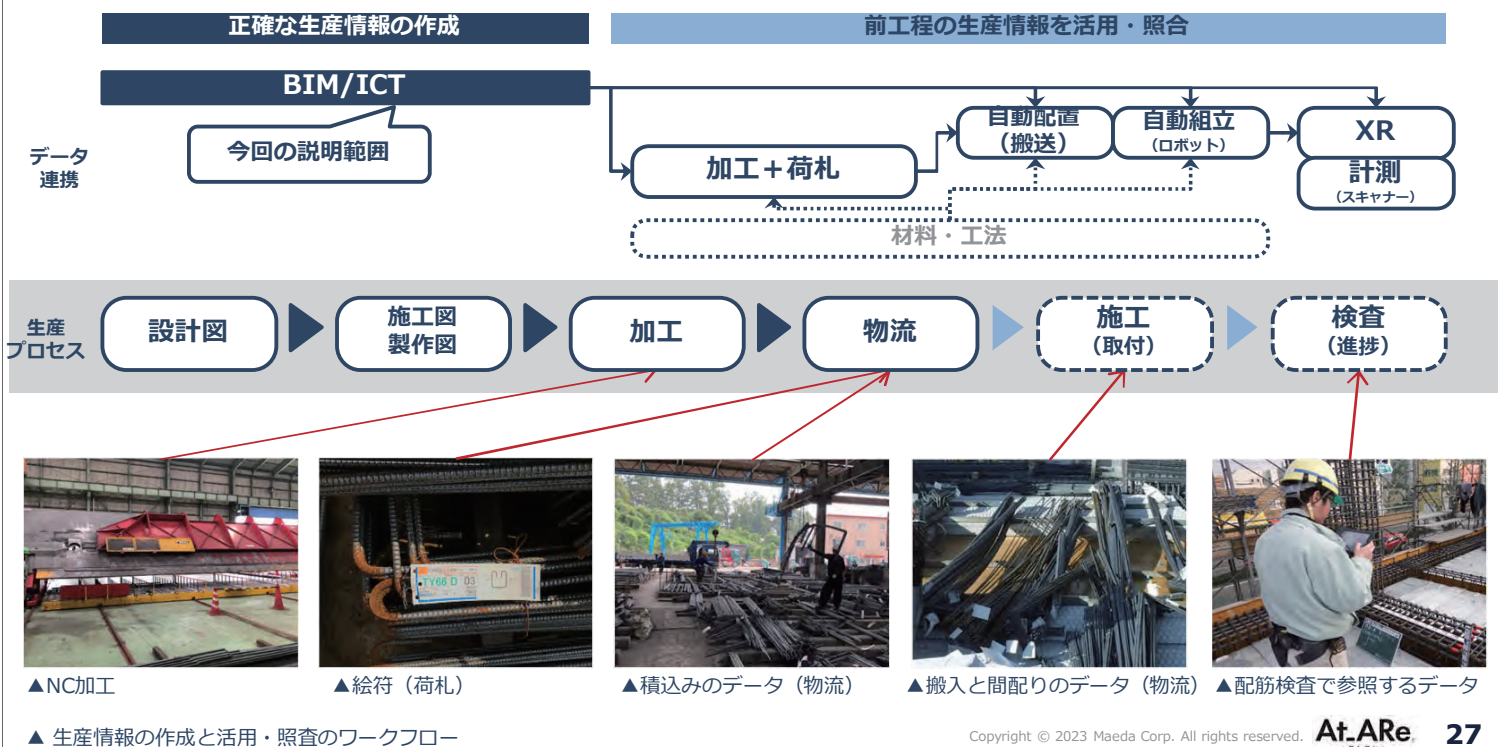 正確な生産情報の作成
前工程の生産情報を活用・照合
BIM/ICT
今回の説明範囲
データ
連携
加工＋荷札
自動配置
（搬送）
自動組立
（ロボット）
XR
計測
（スキャナー）
材料・工法
生産
プロセス
設計図
施工図
製作図
加工
物流
施工
（取付）
検査
（進捗）
TY66 D 03
▲NC加工
▲絵符（荷札）
▲積込みのデータ（物流）
▲搬入と間配りのデータ（物流）
▲配筋検査で参照するデータ
▲ 生産情報の作成と活用・照査のワークフロー
Copyright © 2023 Maeda Corp. All rights reserved.
At_ARe
27